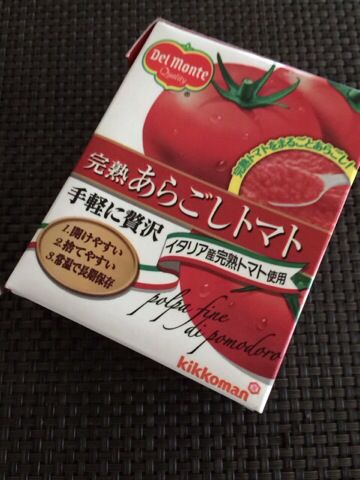 Del Monte
Quality
®
完熟トマトをまるごとあらごし!
完熟 あらごしトマト
手軽に贅沢
1.開けやすい
2.捨てやすい
3.常温で長期保存
イタリア産完熟トマト使用
polpa fine
di pomodoro
kikkoman